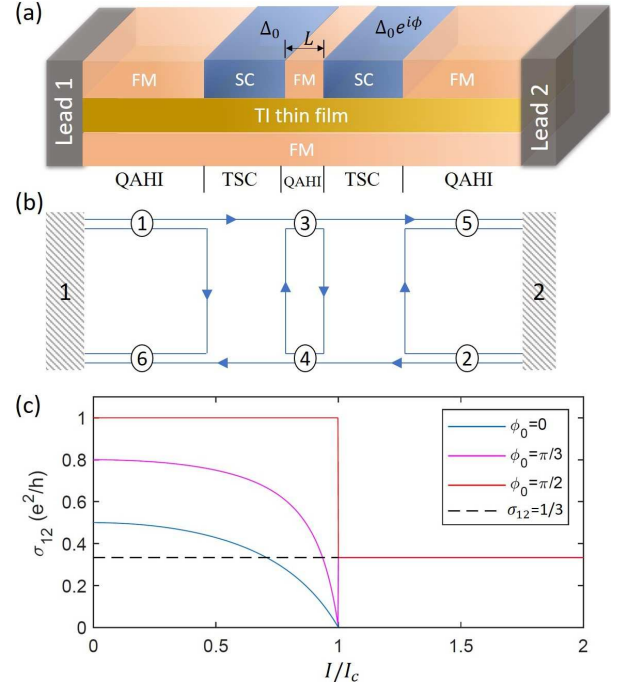 (a)
Δ₀
Δ₀e^{iϕ}
L
Lead 1
FM
SC
FM
SC
FM
Lead 2
TI thin film
FM
QAHI
TSC
QAHI
TSC
QAHI
(b)
1
3
5
1
2
6
4
2
(c)
σ₁₂ (e²/h)
1
0.8
0.6
0.4
0.2
0
ϕ₀=0
ϕ₀=π/3
ϕ₀=π/2
σ₁₂=1/3
0
0.5
1
1.5
2
I/I_c